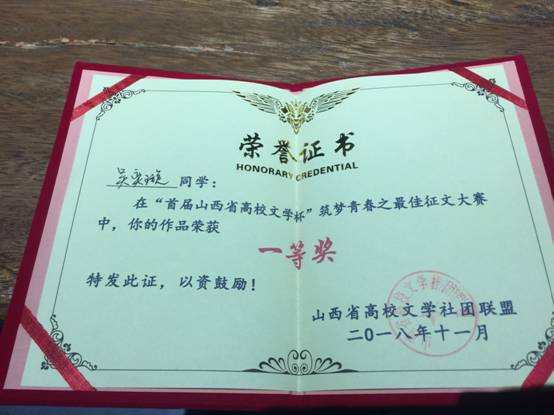 荣誉证书
HONORARY CREDENTIAL
同学：
在“首届山西省高校文学杯”筑梦青春之最佳征文大赛
中，你的作品荣获
一等奖
特发此证，以资鼓励！
山西省高校文学社团联盟
二〇一八年十一月